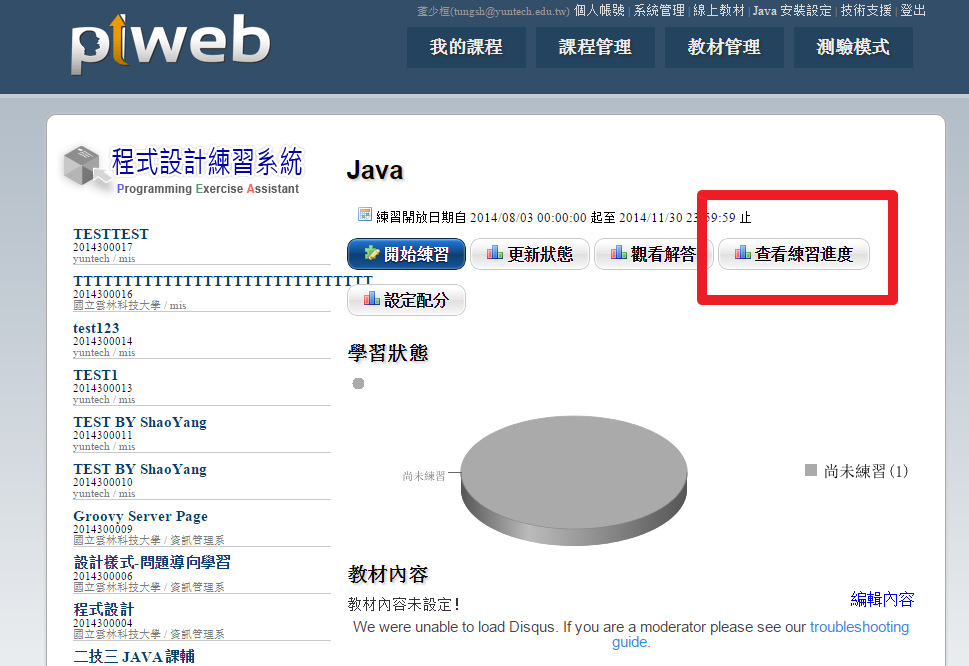 (tungsh@yuntech.edu.tw) 個人帳號 | 系統管理 | 線上教材 | Java 安裝設定 | 技術支援 | 登出
piweb
我的課程 課程管理 教材管理 測驗模式
程式設計練習系統
Programming Exercise Assistant
TESTTEST
2014300017
yuntech / mis
TTTTTTTTTTTTTTTTTTTTTTTTTTTTTT
2014300016
國立雲林科技大學 / mis
test123
2014300014
yuntech / mis
TEST1
2014300013
yuntech / mis
TEST BY ShaoYang
2014300011
yuntech / mis
TEST BY ShaoYang
2014300010
yuntech / mis
Groovy Server Page
2014300009
國立雲林科技大學 / 資訊管理系
設計樣式-問題導向學習
2014300006
國立雲林科技大學 / 資訊管理系
程式設計
2014300004
國立雲林科技大學 / 資訊管理系
二技三 JAVA 課輔
Java
練習開放日期自 2014/08/03 00:00:00 起至 2014/11/30 23:59:59 止
開始練習 更新狀態 觀看解答 查看練習進度
設定配分
學習狀態
尚未練習
尚未練習 (1)
教材內容
教材內容未設定！
編輯內容
We were unable to load Disqus. If you are a moderator please see our troubleshooting
guide.